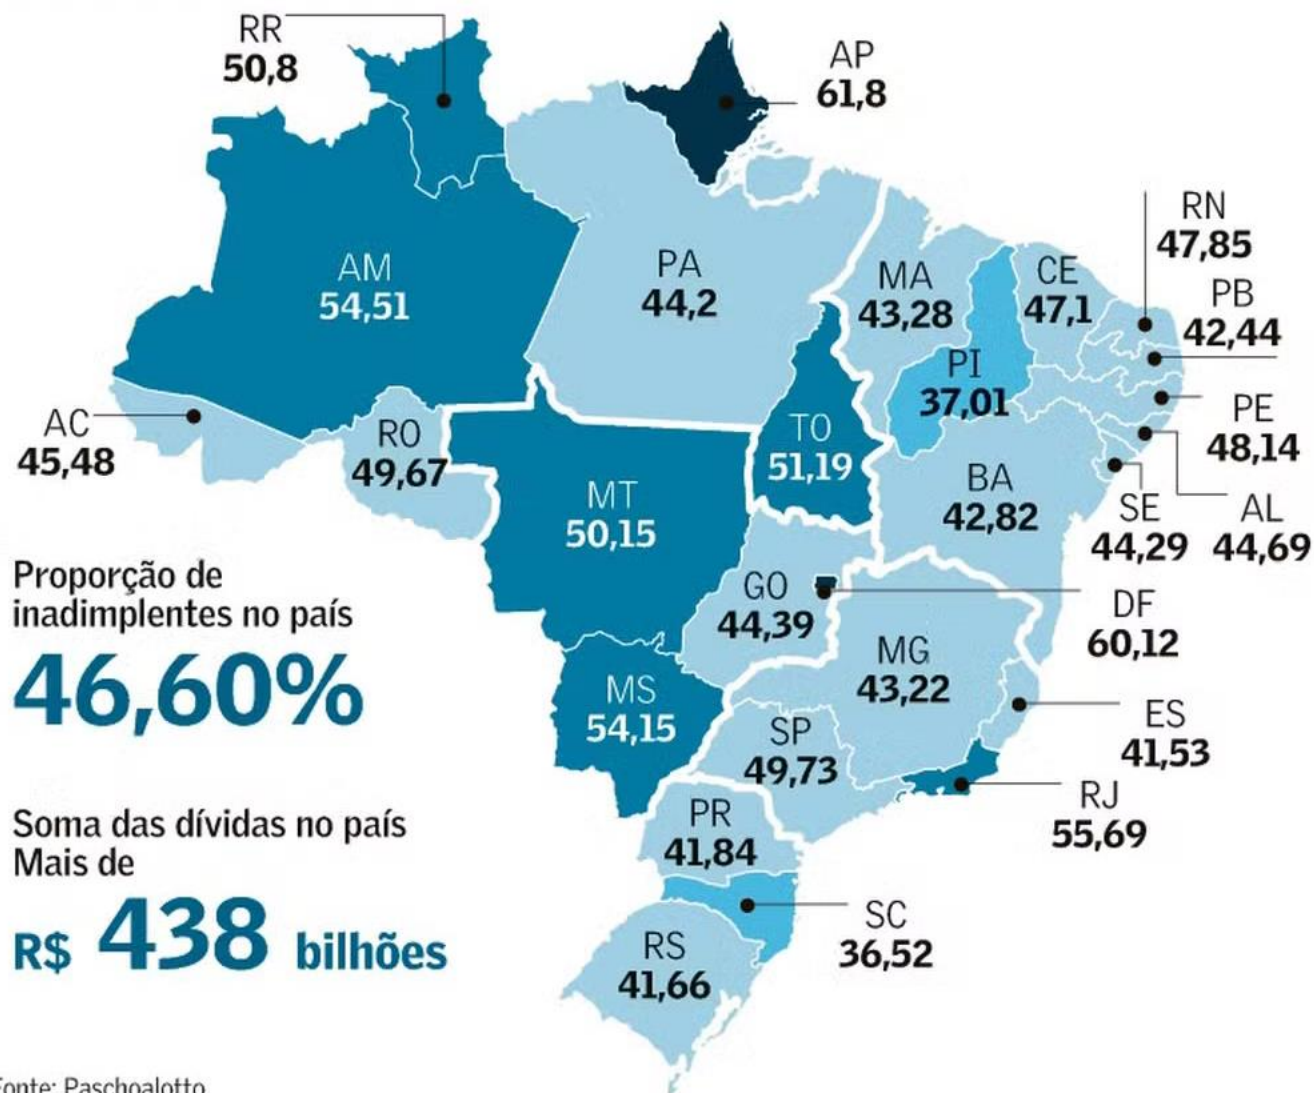 RR
50,8
AP
61,8
RN
47,85
PB
42,44
AM
54,51
PA
44,2
MA
43,28
CE
47,1
PI
37,01
PE
48,14
AC
45,48
RO
49,67
TO
51,19
MT
50,15
BA
42,82
SE
44,29
AL
44,69
Proporção de
inadimplentes no país
46,60%
GO
44,39
DF
60,12
MG
43,22
MS
54,15
ES
41,53
SP
49,73
RJ
55,69
Soma das dívidas no país
Mais de
R$ 438 bilhões
PR
41,84
SC
36,52
RS
41,66
Fonte: Paschoalotto